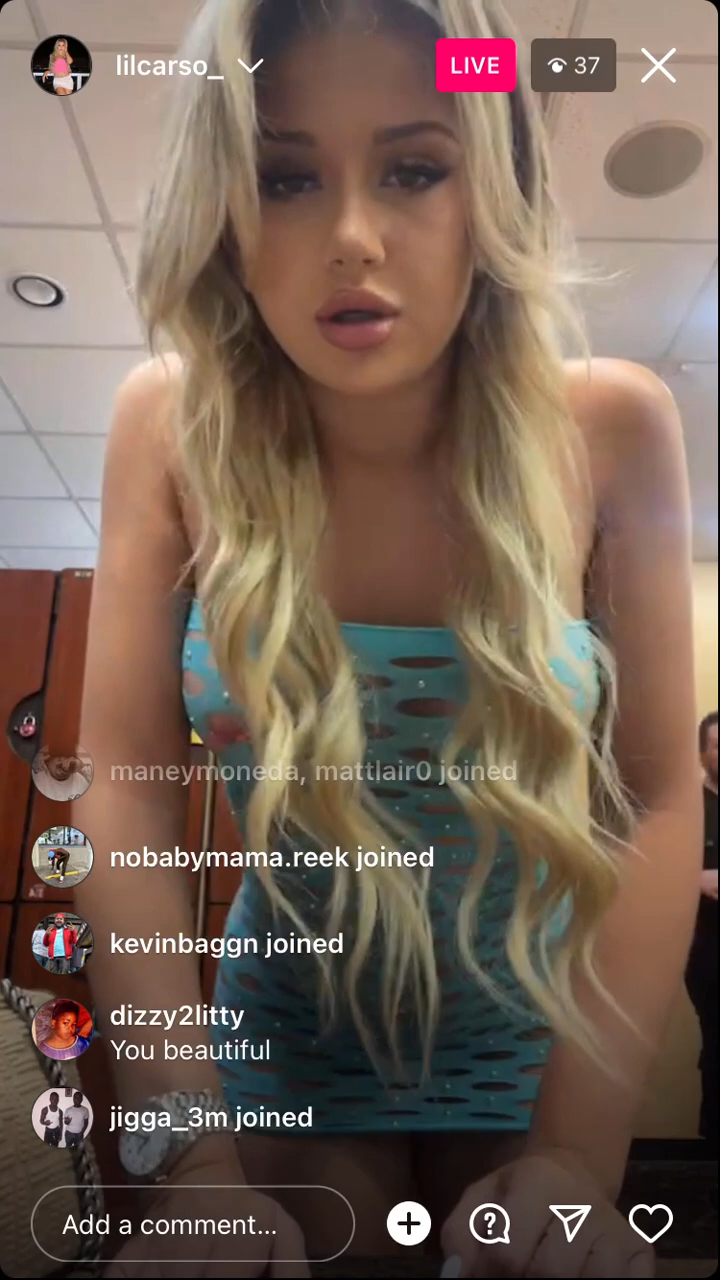 lilcarso_
LIVE
37
maneymoneda, mattlair0 joined
nobabymama.reek joined
kevinbaggn joined
dizzy2litty
You beautiful
jigga_3m joined
Add a comment...